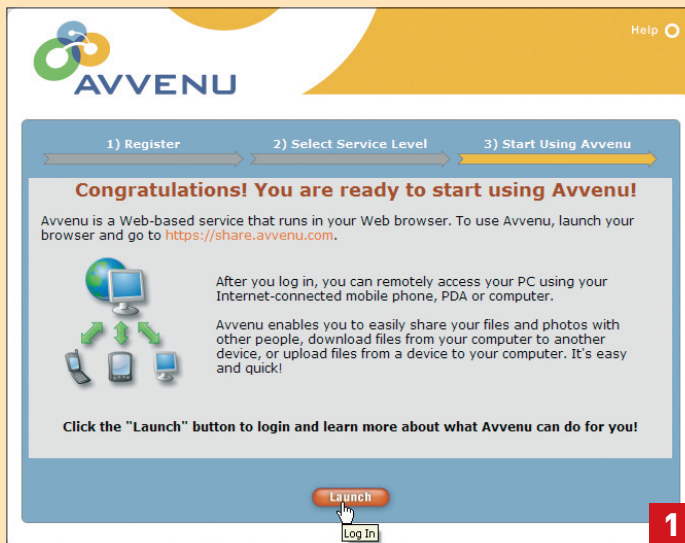 Help
AVVENU
1) Register
2) Select Service Level
3) Start Using Avvenu
Congratulations! You are ready to start using Avvenu!
Avvenu is a Web-based service that runs in your Web browser. To use Avvenu, launch your
browser and go to https://share.avvenu.com.
After you log in, you can remotely access your PC using your
Internet-connected mobile phone, PDA or computer.
Avvenu enables you to easily share your files and photos with
other people, download files from your computer to another
device, or upload files from a device to your computer. It's easy
and quick!
Click the "Launch" button to login and learn more about what Avvenu can do for you!
Launch
Log In
1